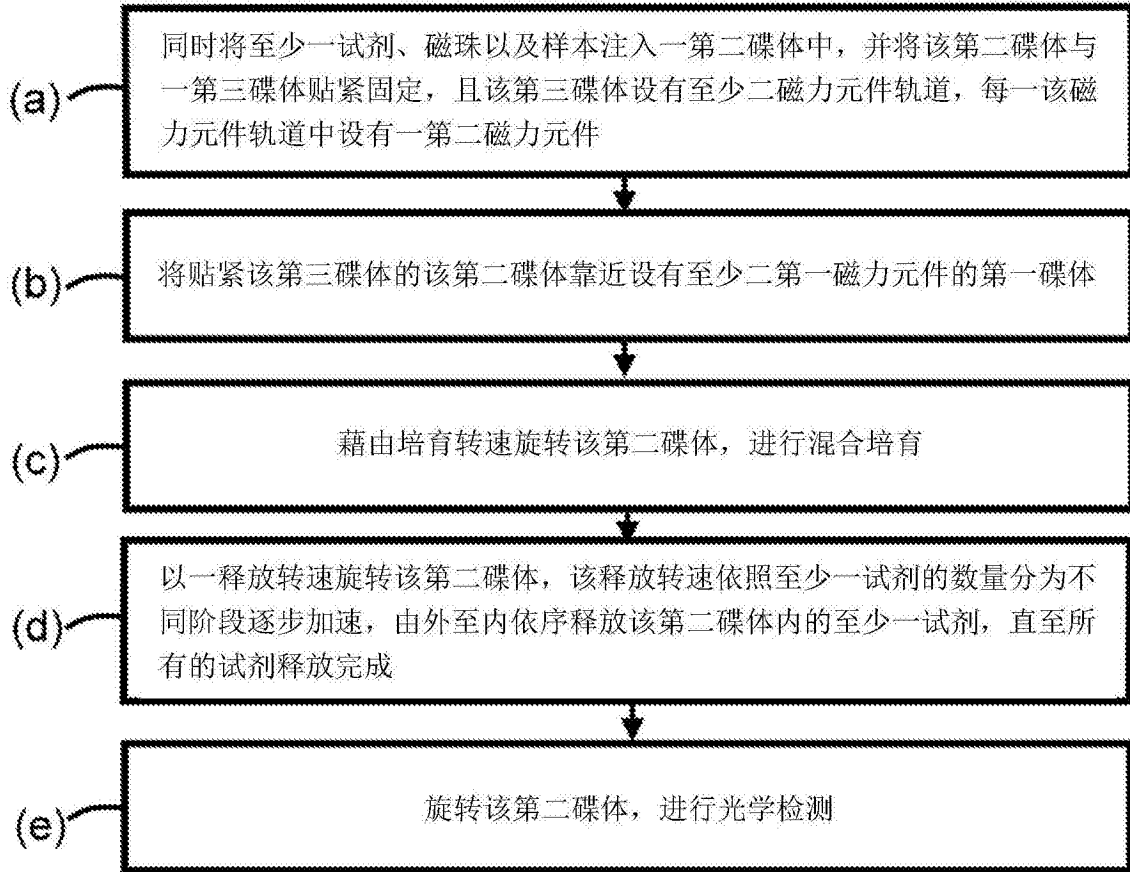 (a)
同时将至少一试剂、磁珠以及样本注入一第二碟体中，并将该第二碟体与
一第三碟体贴紧固定，且该第三碟体设有至少二磁力元件轨道，每一该磁
力元件轨道中设有一第二磁力元件
(b)
将贴紧该第三碟体的该第二碟体靠近设有至少二第一磁力元件的第一碟体
(c)
藉由培育转速旋转该第二碟体，进行混合培育
(d)
以一释放转速旋转该第二碟体，该释放转速依照至少一试剂的数量分为不
同阶段逐步加速，由外至内依序释放该第二碟体内的至少一试剂，直至所
有的试剂释放完成
(e)
旋转该第二碟体，进行光学检测